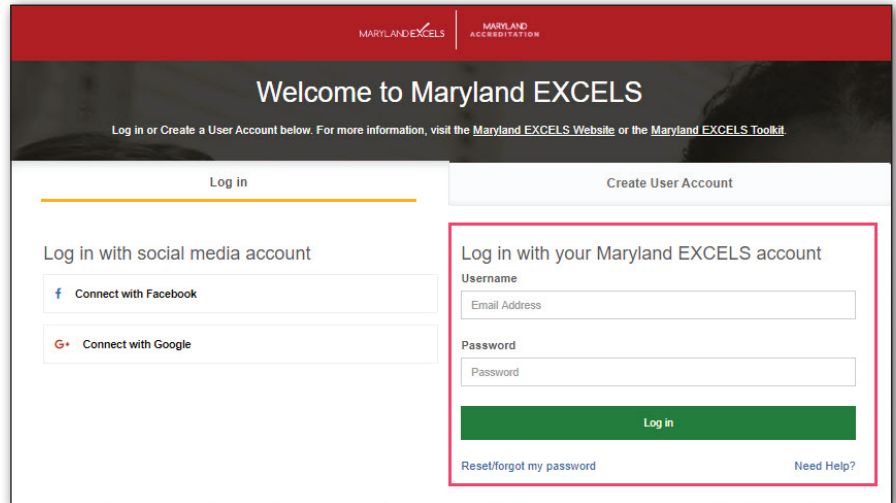 MARYLAND EXCELS
MARYLAND
ACCREDITATION
Welcome to Maryland EXCELS
Log in or Create a User Account below. For more information, visit the Maryland EXCELS Website or the Maryland EXCELS Toolkit.
Log in
Create User Account
Log in with social media account
f Connect with Facebook
G+ Connect with Google
Log in with your Maryland EXCELS account
Username
Email Address
Password
Password
Log in
Reset/forgot my password
Need Help?